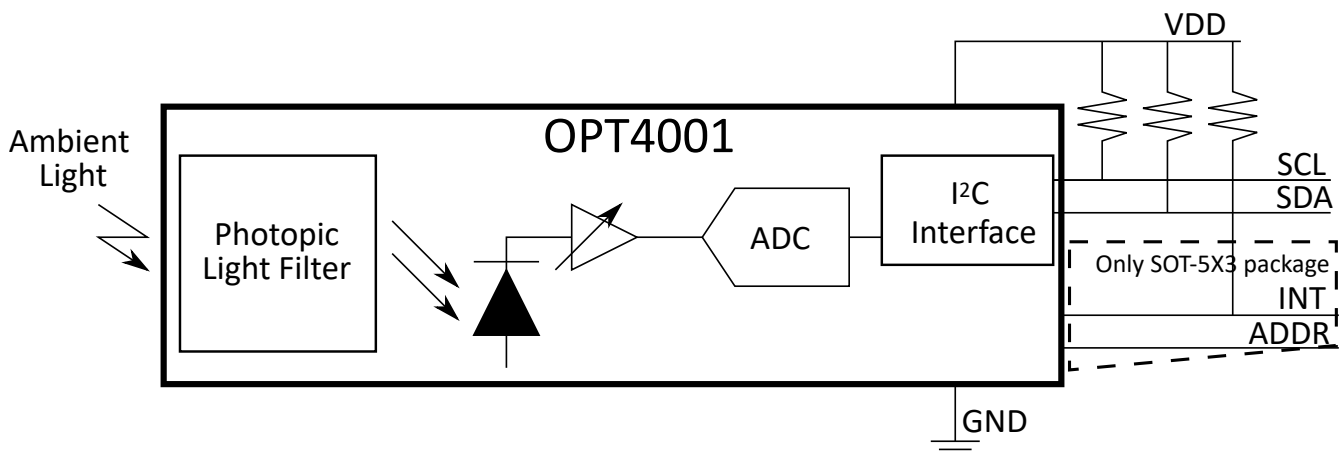 VDD
OPT4001
Ambient
Light
Photopic
Light Filter
ADC
I²C
Interface
SCL
SDA
Only SOT-5X3 package
INT
ADDR
GND